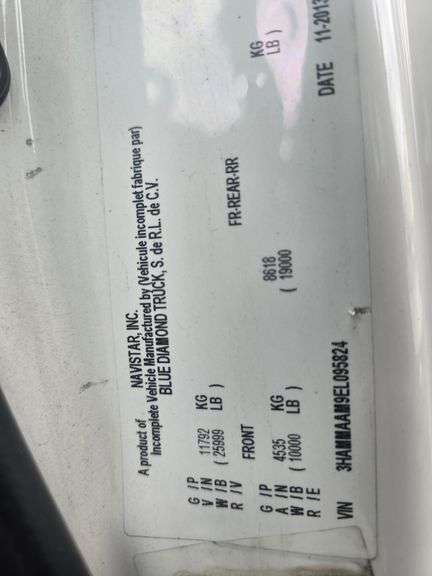 A product of NAVISTAR, INC.
Incomplete Vehicle Manufactured by (Vehicule incomplet fabrique par)
BLUE DIAMOND TRUCK, S. de R.L. de C.V.
G /P
V /N 11792 KG
W /B ( 25999 LB )
R /V
FRONT FR-REAR-RR
G /P
A /N 4535 KG 8618 KG
W /B ( 10000 LB ) ( 19000 LB )
R /E
VIN 3HAMMAAM9EL095824 DATE 11-2013